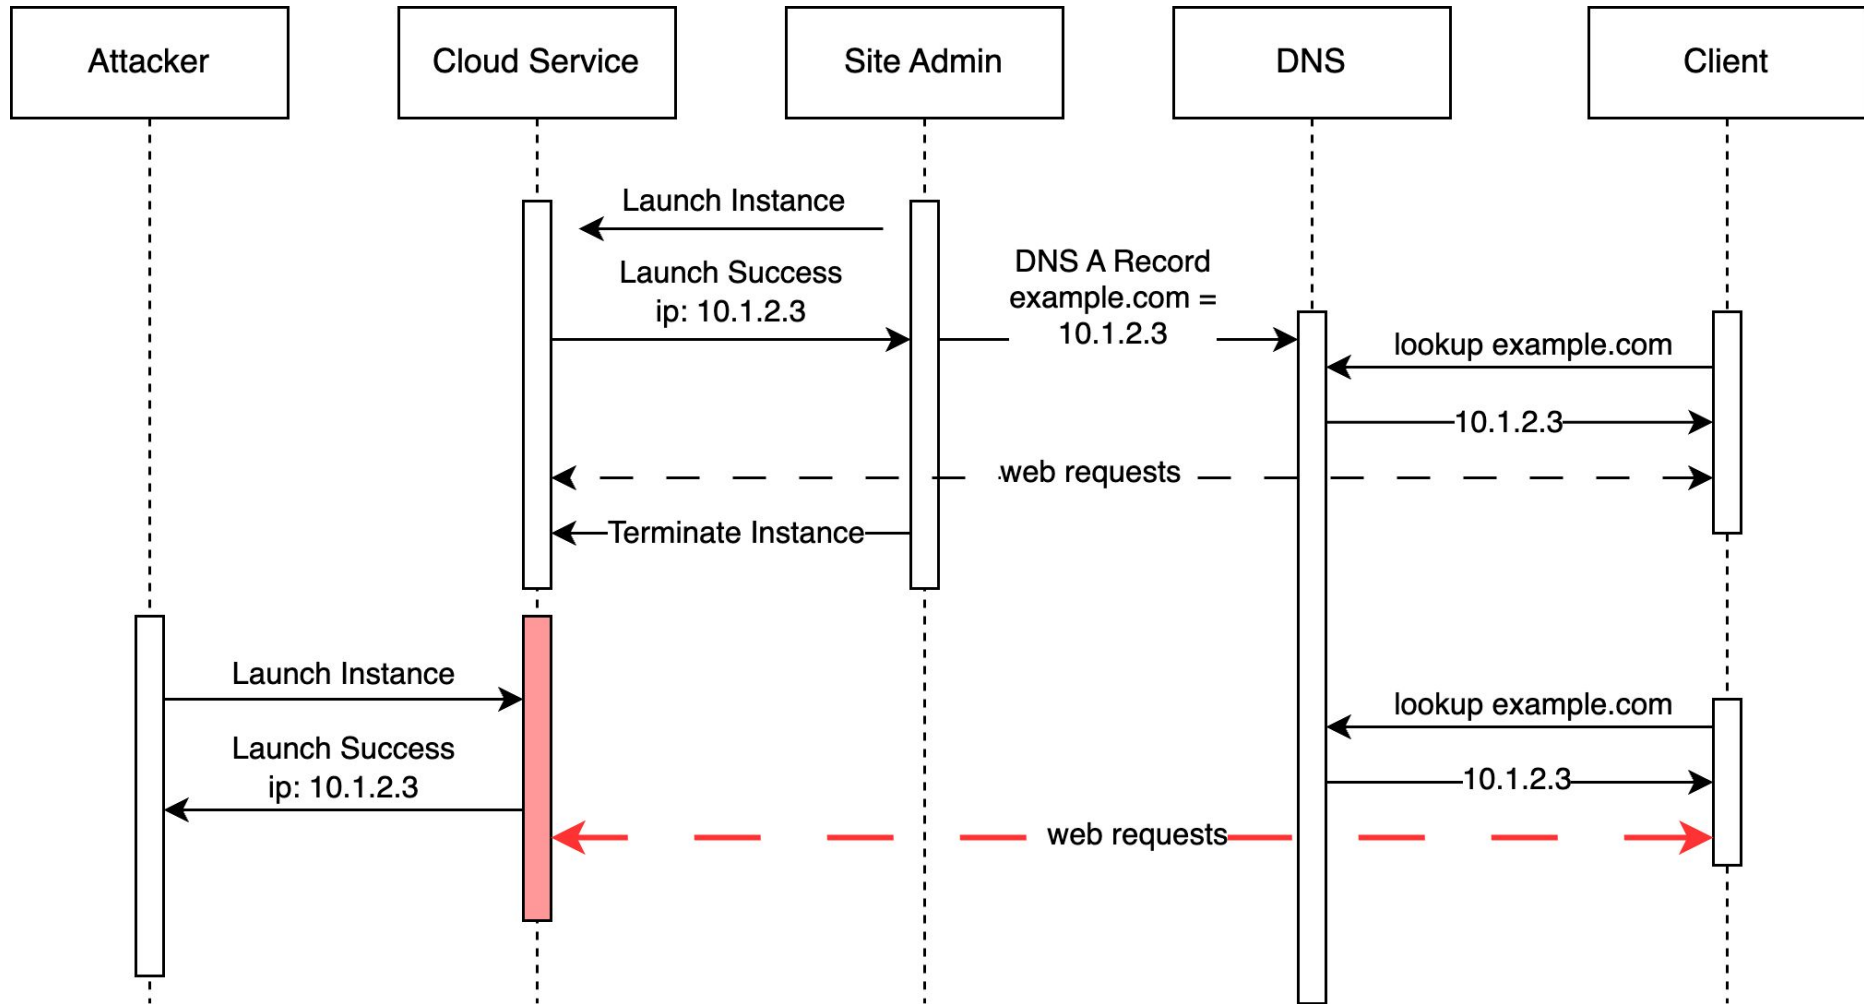 Attacker
Cloud Service
Site Admin
DNS
Client
Launch Instance
Launch Success
ip: 10.1.2.3
DNS A Record
example.com =
10.1.2.3
lookup example.com
10.1.2.3
web requests
Terminate Instance
Launch Instance
Launch Success
ip: 10.1.2.3
lookup example.com
10.1.2.3
web requests